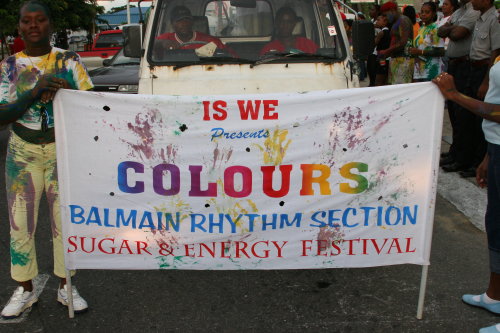 IS WE
Presents
COLOURS
BALMAIN RHYTHM SECTION
SUGAR & ENERGY FESTIVAL